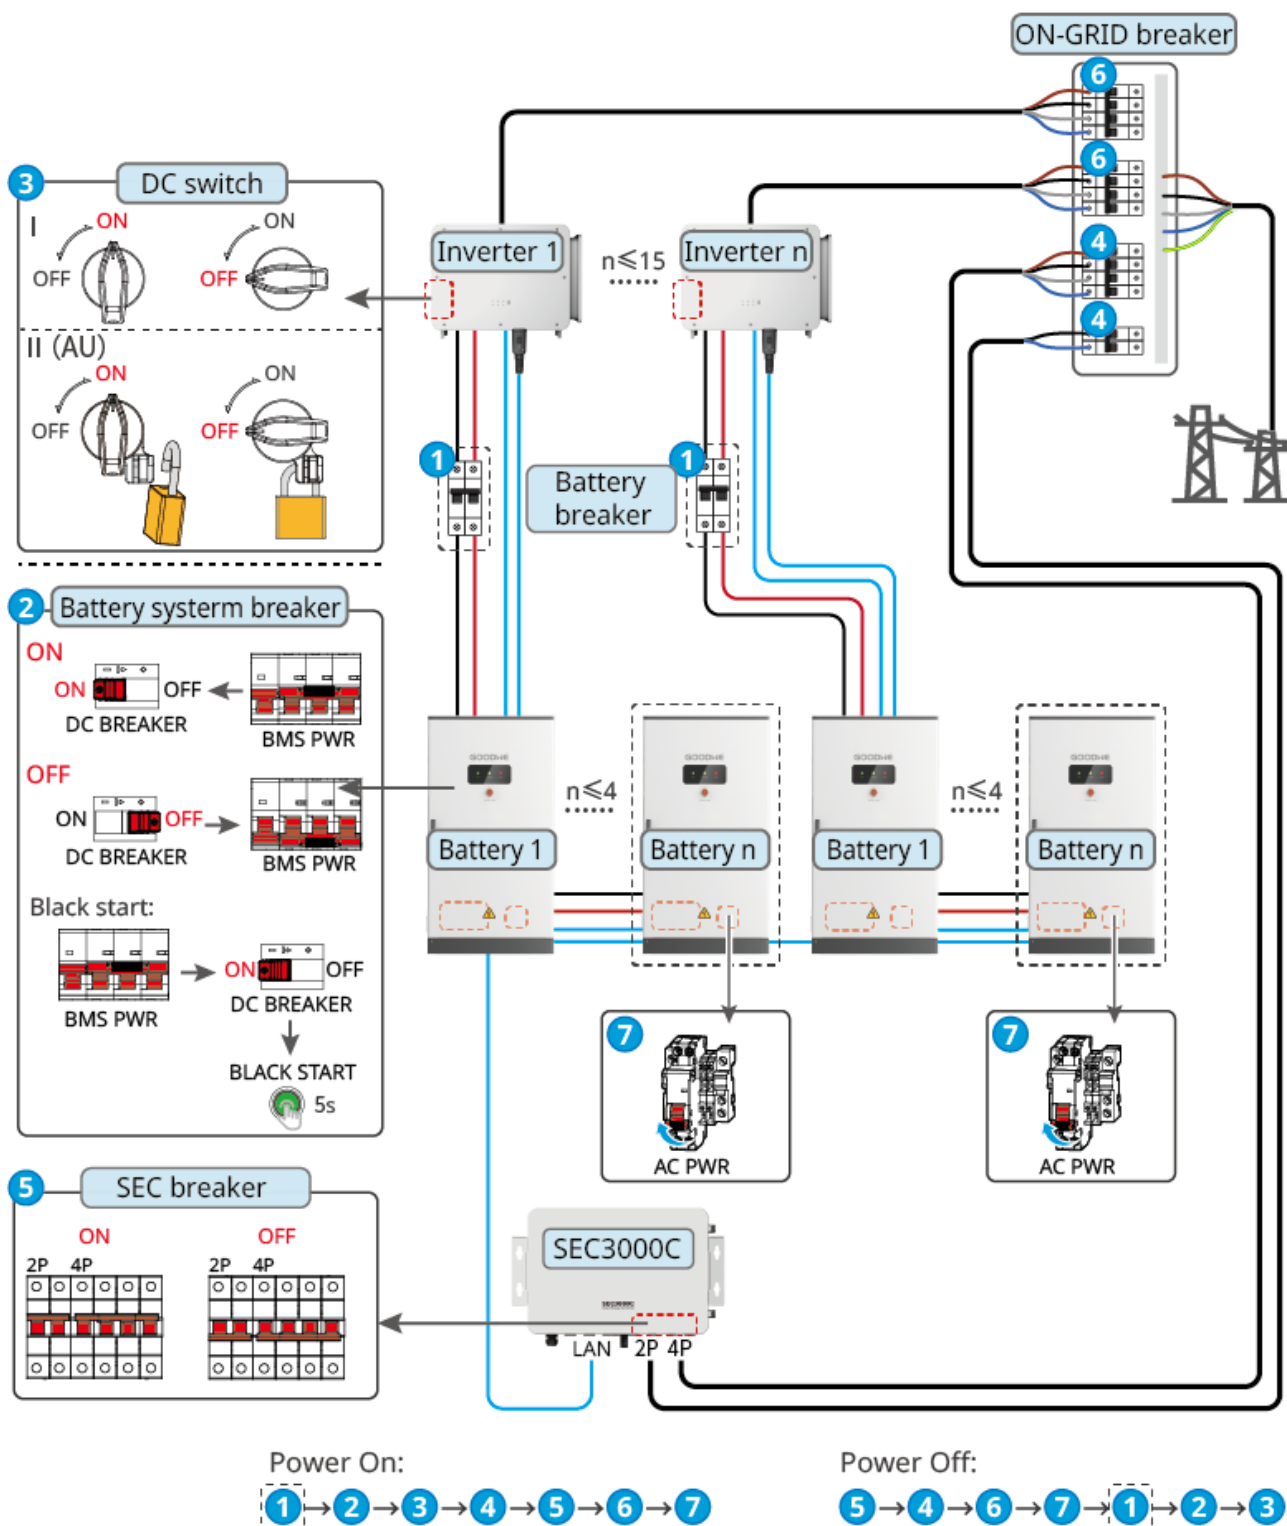 ON-GRID breaker
6
6
4
4
3
DC switch
I
ON
OFF
ON
OFF
II (AU)
ON
OFF
ON
OFF
Inverter 1
n≤15
Inverter n
1
Battery
breaker
1
2
Battery systerm breaker
ON
ON
OFF
DC BREAKER
BMS PWR
OFF
ON
OFF
DC BREAKER
BMS PWR
Black start:
BMS PWR
ON
OFF
DC BREAKER
BLACK START
5s
GOODWE
Battery 1
n≤4
GOODWE
Battery n
GOODWE
Battery 1
n≤4
GOODWE
Battery n
7
AC PWR
7
AC PWR
5
SEC breaker
ON
OFF
2P 4P
2P 4P
SEC3000C
SEC3000C
LAN 2P 4P
Power On:
1→2→3→4→5→6→7
Power Off:
5→4→6→7→1→2→3